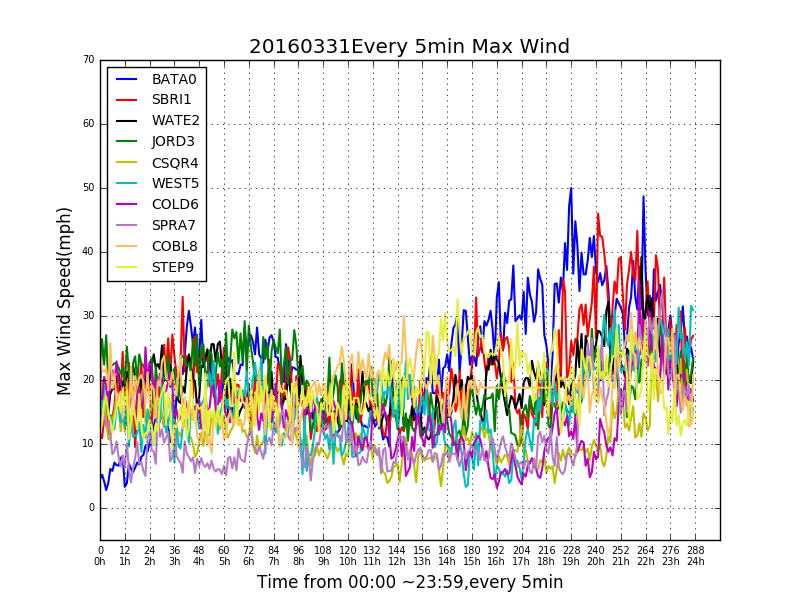 20160331Every 5min Max Wind
70
60
50
40
30
20
10
0
Max Wind Speed(mph)
BATA0
SBRI1
WATE2
JORD3
CSQR4
WEST5
COLD6
SPRA7
COBL8
STEP9
0 12 24 36 48 60 72 84 96 108 120 132 144 156 168 180 192 204 216 228 240 252 264 276 288
0h 1h 2h 3h 4h 5h 6h 7h 8h 9h 10h 11h 12h 13h 14h 15h 16h 17h 18h 19h 20h 21h 22h 23h 24h
Time from 00:00 ~23:59,every 5min